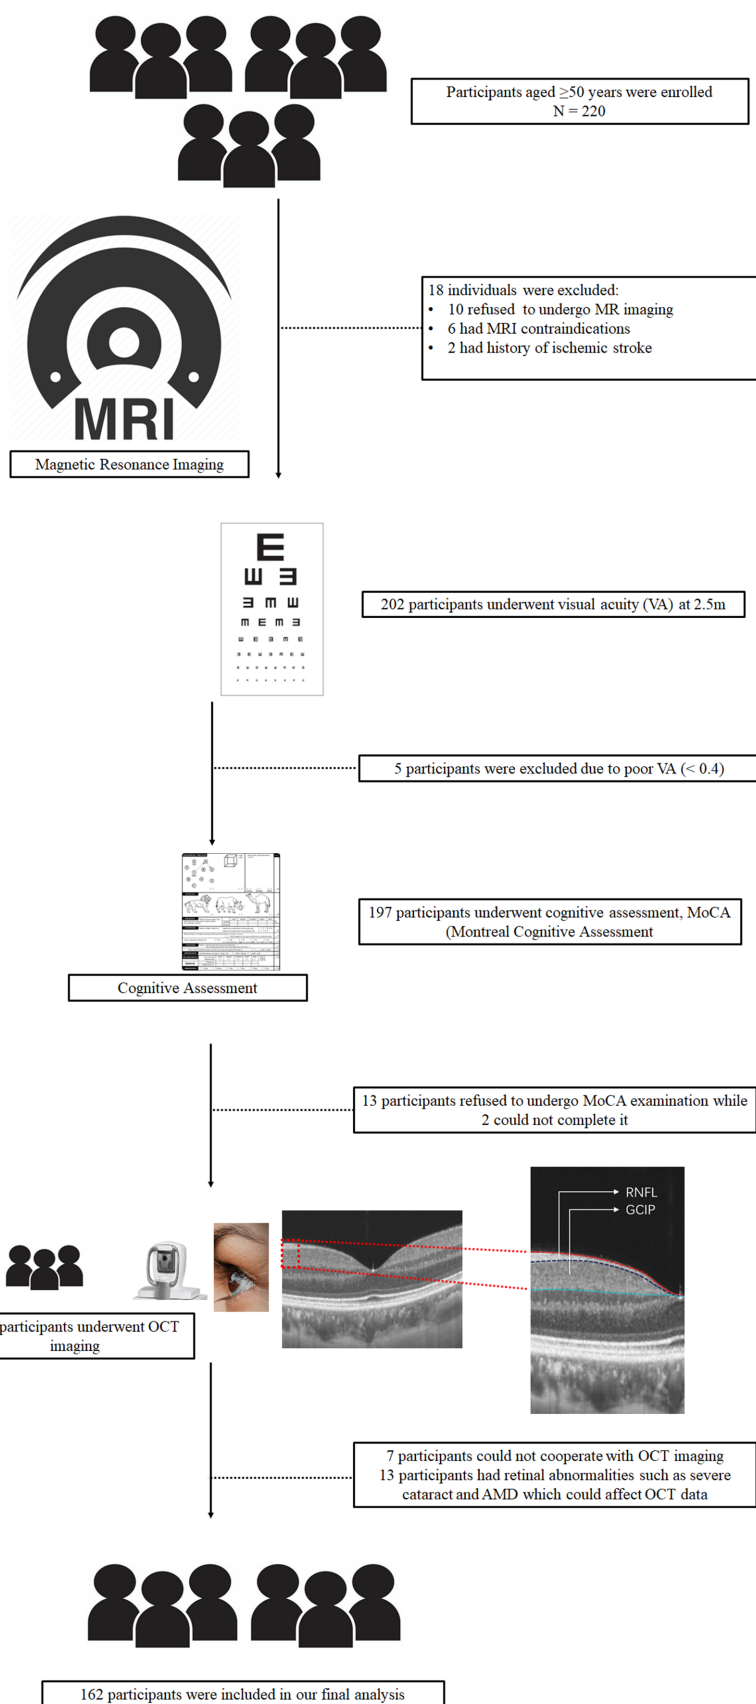 Participants aged ≥50 years were enrolled
N = 220
18 individuals were excluded:
• 10 refused to undergo MR imaging
• 6 had MRI contraindications
• 2 had history of ischemic stroke
MRI
Magnetic Resonance Imaging
E
E E
E E E
E E E E
E E E E E
202 participants underwent visual acuity (VA) at 2.5m
5 participants were excluded due to poor VA (< 0.4)
197 participants underwent cognitive assessment, MoCA
(Montreal Cognitive Assessment
Cognitive Assessment
13 participants refused to undergo MoCA examination while
2 could not complete it
RNFL
GCIP
participants underwent OCT
imaging
7 participants could not cooperate with OCT imaging
13 participants had retinal abnormalities such as severe
cataract and AMD which could affect OCT data
162 participants were included in our final analysis